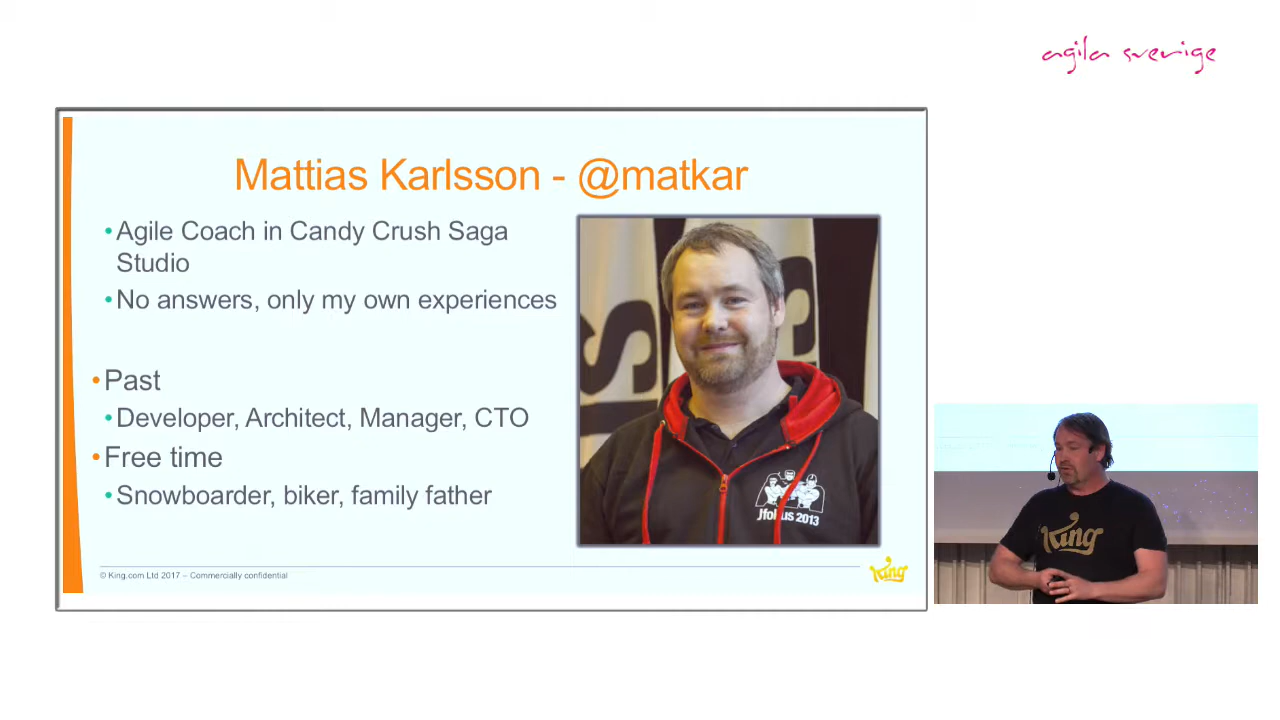 agila sverige
Mattias Karlsson - @matkar
•Agile Coach in Candy Crush Saga
Studio
•No answers, only my own experiences
•Past
•Developer, Architect, Manager, CTO
•Free time
•Snowboarder, biker, family father
Jfokus 2013
© King.com Ltd 2017 – Commercially confidential
King
King